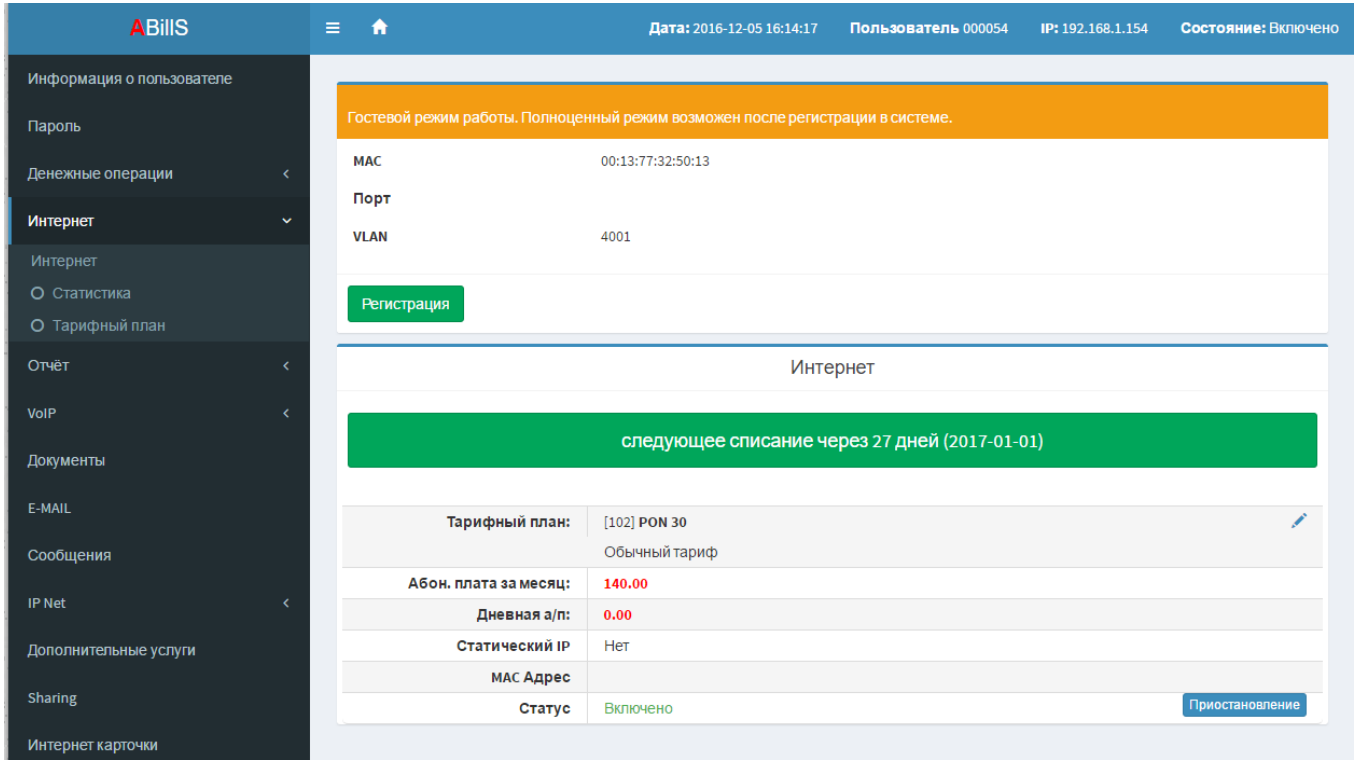 ABillS
Дата: 2016-12-05 16:14:17 Пользователь 000054 IP: 192.168.1.154 Состояние: Включено
Информация о пользователе
Пароль
Денежные операции
Интернет
Интернет
Статистика
Тарифный план
Отчёт
VoIP
Документы
E-MAIL
Сообщения
IP Net
Дополнительные услуги
Sharing
Интернет карточки
Гостевой режим работы. Полноценный режим возможен после регистрации в системе.
MAC 00:13:77:32:50:13
Порт
VLAN 4001
Регистрация
Интернет
следующее списание через 27 дней (2017-01-01)
Тарифный план: [102] PON 30
Обычный тариф
Абон. плата за месяц: 140.00
Дневная а/п: 0.00
Статический IP Нет
MAC Адрес
Статус Включено Приостановление